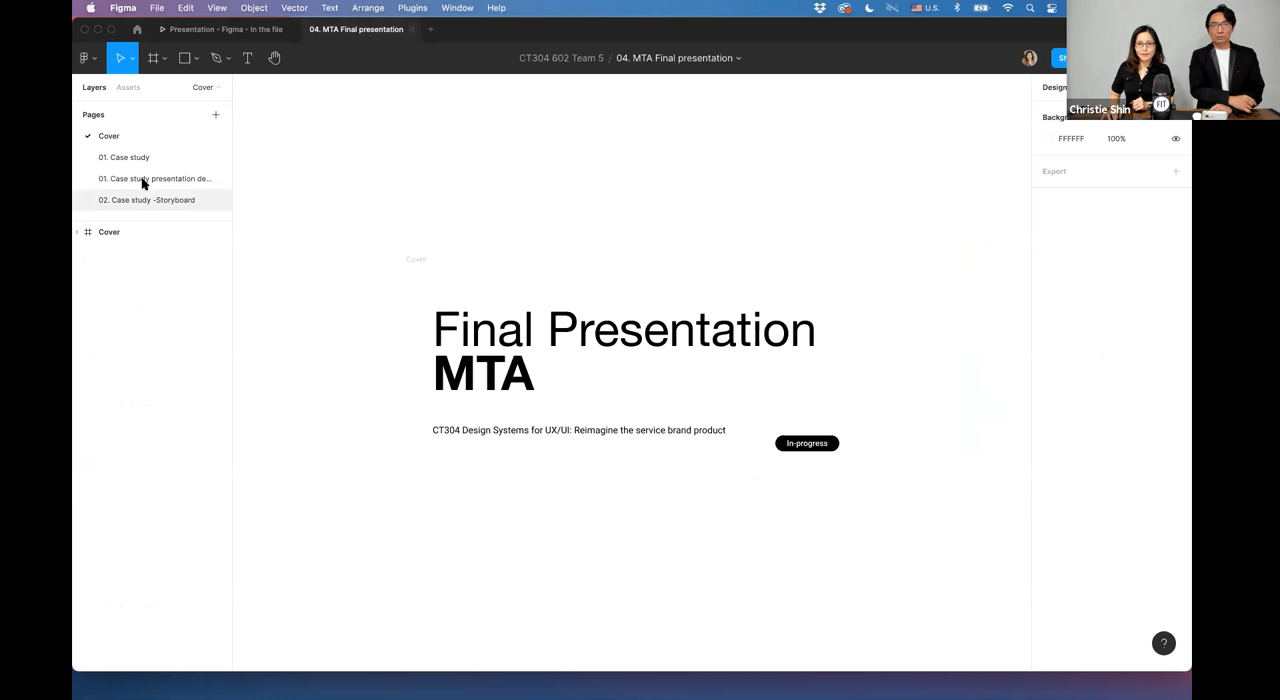 Figma File Edit View Object Vector Text Arrange Plugins Window Help U.S.
Presentation - Figma - In the file 04. MTA Final presentation
CT304 602 Team 5 / 04. MTA Final presentation Sh
Layers Assets Cover
Pages
Cover
01. Case study
01. Case study presentation de...
02. Case study -Storyboard
Cover
Cover
Final Presentation
MTA
CT304 Design Systems for UX/UI: Reimagine the service brand product
In-progress
Design
Backg
FFFFFF 100%
Export
?
Christie Shin
FIT